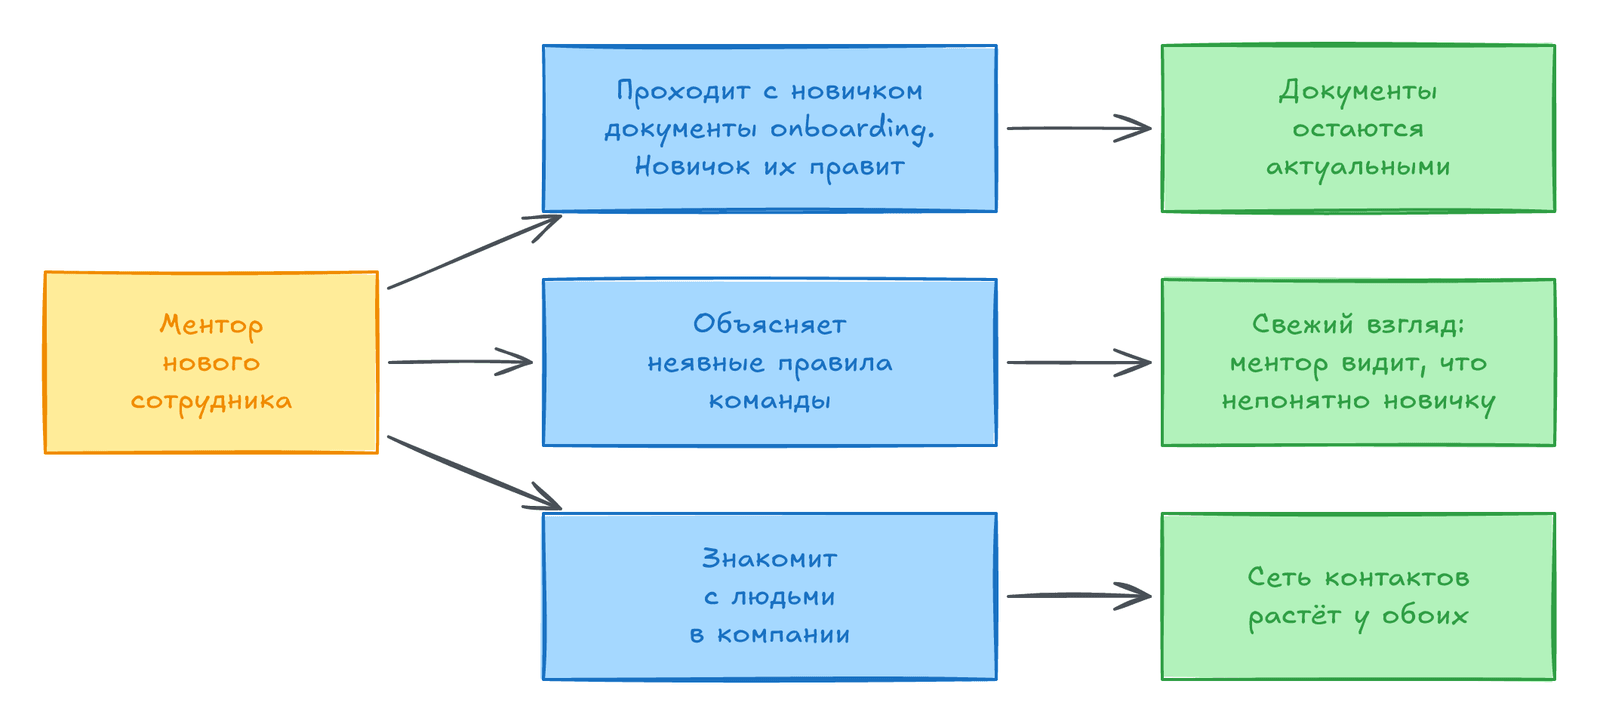 Ментор
нового
сотрудника
Проходит с новичком
документы onboarding.
Новичок их правит
Документы
остаются
актуальными
Объясняет
неявные правила
команды
Свежий взгляд:
ментор видит, что
непонятно новичку
Знакомит
с людьми
в компании
Сеть контактов
растёт у обоих